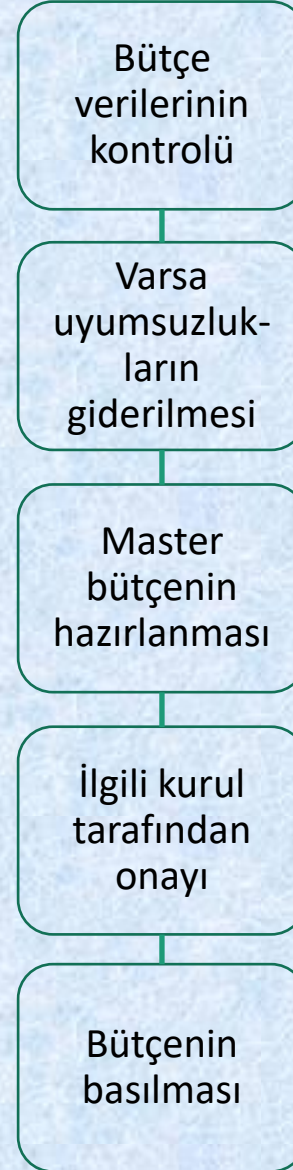 Bütçe
verilerinin
kontrolü
Varsa
uyumsuzluk-
ların
giderilmesi
Master
bütçenin
hazırlanması
İlgili kurul
tarafından
onayı
Bütçenin
basılması